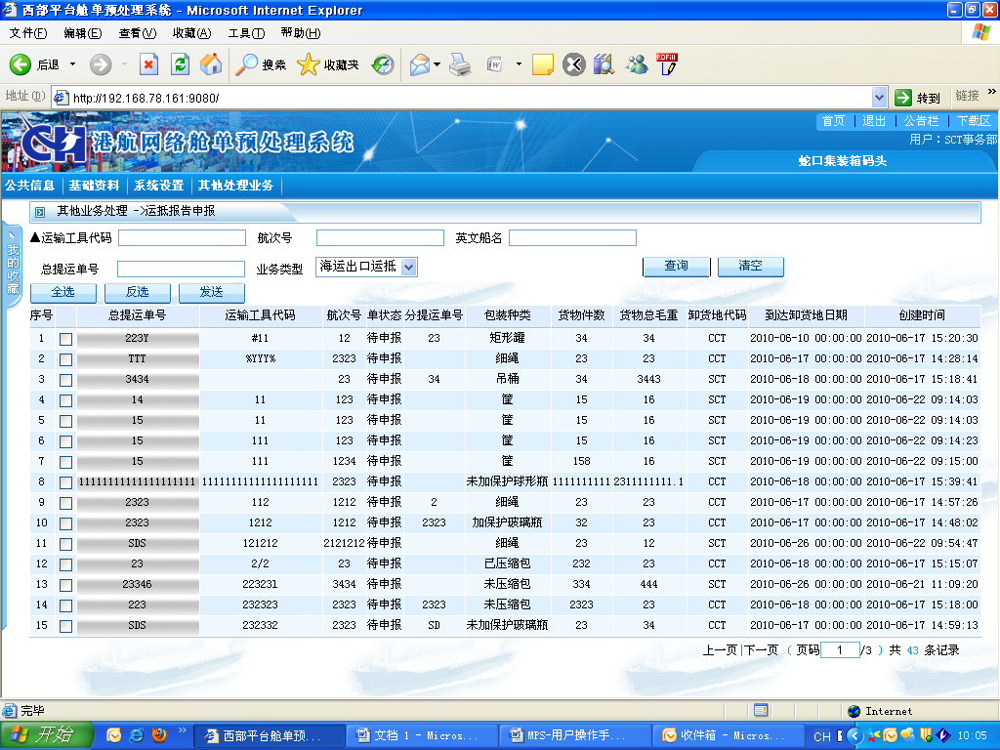 西部平台舱单预处理系统 - Microsoft Internet Explorer
文件(F) 编辑(E) 查看(V) 收藏(A) 工具(T) 帮助(H)
后退 搜索 收藏夹
地址(D) http://192.168.78.161:9080/ 转到 链接 »
CH 港航网络舱单预处理系统 首页 | 退出 | 公告栏 | 下载区
用户：SCT事务部
蛇口集装箱码头
公共信息 基础资料 系统设置 其他处理业务
其他业务处理 ->运抵报告申报
我的收藏
▲运输工具代码 航次号 英文船名
总提运单号 业务类型 海运出口运抵 查询 清空
全选 反选 发送
序号 总提运单号 运输工具代码 航次号 单状态 分提运单号 包装种类 货物件数 货物总毛重 卸货地代码 到达卸货地日期 创建时间
1 223Y #11 12 待申报 23 矩形罐 34 34 CCT 2010-06-10 00:00:00 2010-06-17 15:20:30
2 TTT %YYY% 2323 待申报 细绳 23 23 CCT 2010-06-17 00:00:00 2010-06-17 14:28:14
3 3434 23 待申报 34 吊桶 34 3443 CCT 2010-06-18 00:00:00 2010-06-17 15:18:41
4 14 11 123 待申报 筐 15 16 SCT 2010-06-19 00:00:00 2010-06-22 09:14:03
5 15 11 123 待申报 筐 15 16 SCT 2010-06-19 00:00:00 2010-06-22 09:14:03
6 15 111 123 待申报 筐 15 16 SCT 2010-06-19 00:00:00 2010-06-22 09:14:23
7 15 111 1234 待申报 筐 158 16 SCT 2010-06-19 00:00:00 2010-06-22 09:15:00
8 11111111111111111111 11111111111111111111 2323 待申报 未加保护球形瓶 1111111111 2311111111.1 CCT 2010-06-18 00:00:00 2010-06-17 15:39:41
9 2323 112 1212 待申报 2 细绳 23 23 CCT 2010-06-17 00:00:00 2010-06-17 14:57:26
10 2323 1212 1212 待申报 2323 加保护玻璃瓶 32 23 CCT 2010-06-17 00:00:00 2010-06-17 14:48:02
11 SDS 121212 2121212 待申报 细绳 23 12 SCT 2010-06-26 00:00:00 2010-06-22 09:54:47
12 23 2/2 23 待申报 已压缩包 232 23 CCT 2010-06-18 00:00:00 2010-06-17 15:15:07
13 23346 223231 3434 待申报 未压缩包 334 444 SCT 2010-06-26 00:00:00 2010-06-21 11:09:20
14 223 232323 2323 待申报 2323 未压缩包 2323 23 CCT 2010-06-18 00:00:00 2010-06-17 15:18:00
15 SDS 232332 2323 待申报 SD 未加保护玻璃瓶 23 34 CCT 2010-06-17 00:00:00 2010-06-17 14:59:13
上一页|下一页 ( 页码 1 /3 ) 共 43 条记录
完毕 Internet
开始 » 西部平台舱单预... 文档 1 - Micros... MPS-用户操作手... 收件箱 - Micros... CH 10:05